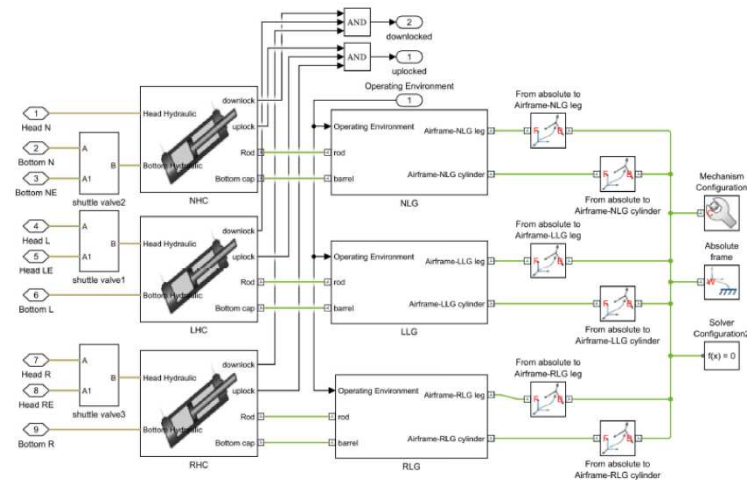 AND
2
downlocked
AND
1
uplocked
Operating Environment
1
From absolute to
Airframe-NLG leg
1
Head N
Head Hydraulic
downlock
uplock
Operating Environment
Airframe-NLG leg
2
Bottom N
A
B
Bottom Hydraulic
Rod
rod
3
Bottom NE
A1
Bottom cap
barrel
Airframe-NLG cylinder
shuttle valve2
NHC
NLG
From absolute to
Airframe-NLG cylinder
Mechanism
Configuration
4
Head L
A
B
Head Hydraulic
downlock
uplock
Operating Environment
Airframe-LLG leg
From absolute to
Airframe-LLG leg
5
Head LE
A1
shuttle valve1
Rod
rod
Absolute
frame
6
Bottom L
Bottom Hydraulic
Bottom cap
barrel
Airframe-LLG cylinder
LHC
LLG
From absolute to
Airframe-LLG cylinder
Solver
Configuration2
f(x) = 0
7
Head R
A
B
Head Hydraulic
downlock
uplock
Operating Environment
Airframe-RLG leg
From absolute to
Airframe-RLG leg
8
Head RE
A1
shuttle valve3
Rod
rod
9
Bottom R
Bottom Hydraulic
Bottom cap
barrel
Airframe-RLG cylinder
RHC
RLG
From absolute to
Airframe-RLG cylinder